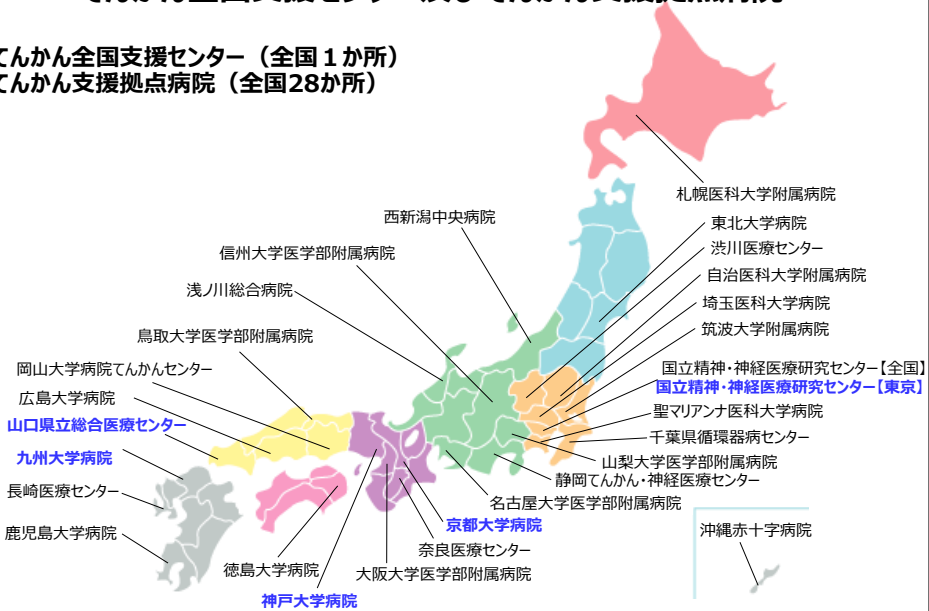 てんかん全国支援センター（全国１か所）
てんかん支援拠点病院（全国28か所）
札幌医科大学附属病院
西新潟中央病院
東北大学病院
信州大学医学部附属病院
渋川医療センター
自治医科大学附属病院
浅ノ川総合病院
埼玉医科大学病院
筑波大学附属病院
鳥取大学医学部附属病院
岡山大学病院てんかんセンター
国立精神・神経医療研究センター【全国】
国立精神・神経医療研究センター【東京】
広島大学病院
聖マリアンナ医科大学病院
山口県立総合医療センター
千葉県循環器病センター
九州大学病院
山梨大学医学部附属病院
静岡てんかん・神経医療センター
長崎医療センター
名古屋大学医学部附属病院
京都大学病院
鹿児島大学病院
沖縄赤十字病院
奈良医療センター
徳島大学病院
大阪大学医学部附属病院
神戸大学病院